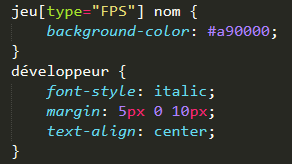 jeu[type="FPS"] nom {
    background-color: #a90000;
}
développeur {
    font-style: italic;
    margin: 5px 0 10px;
    text-align: center;
}